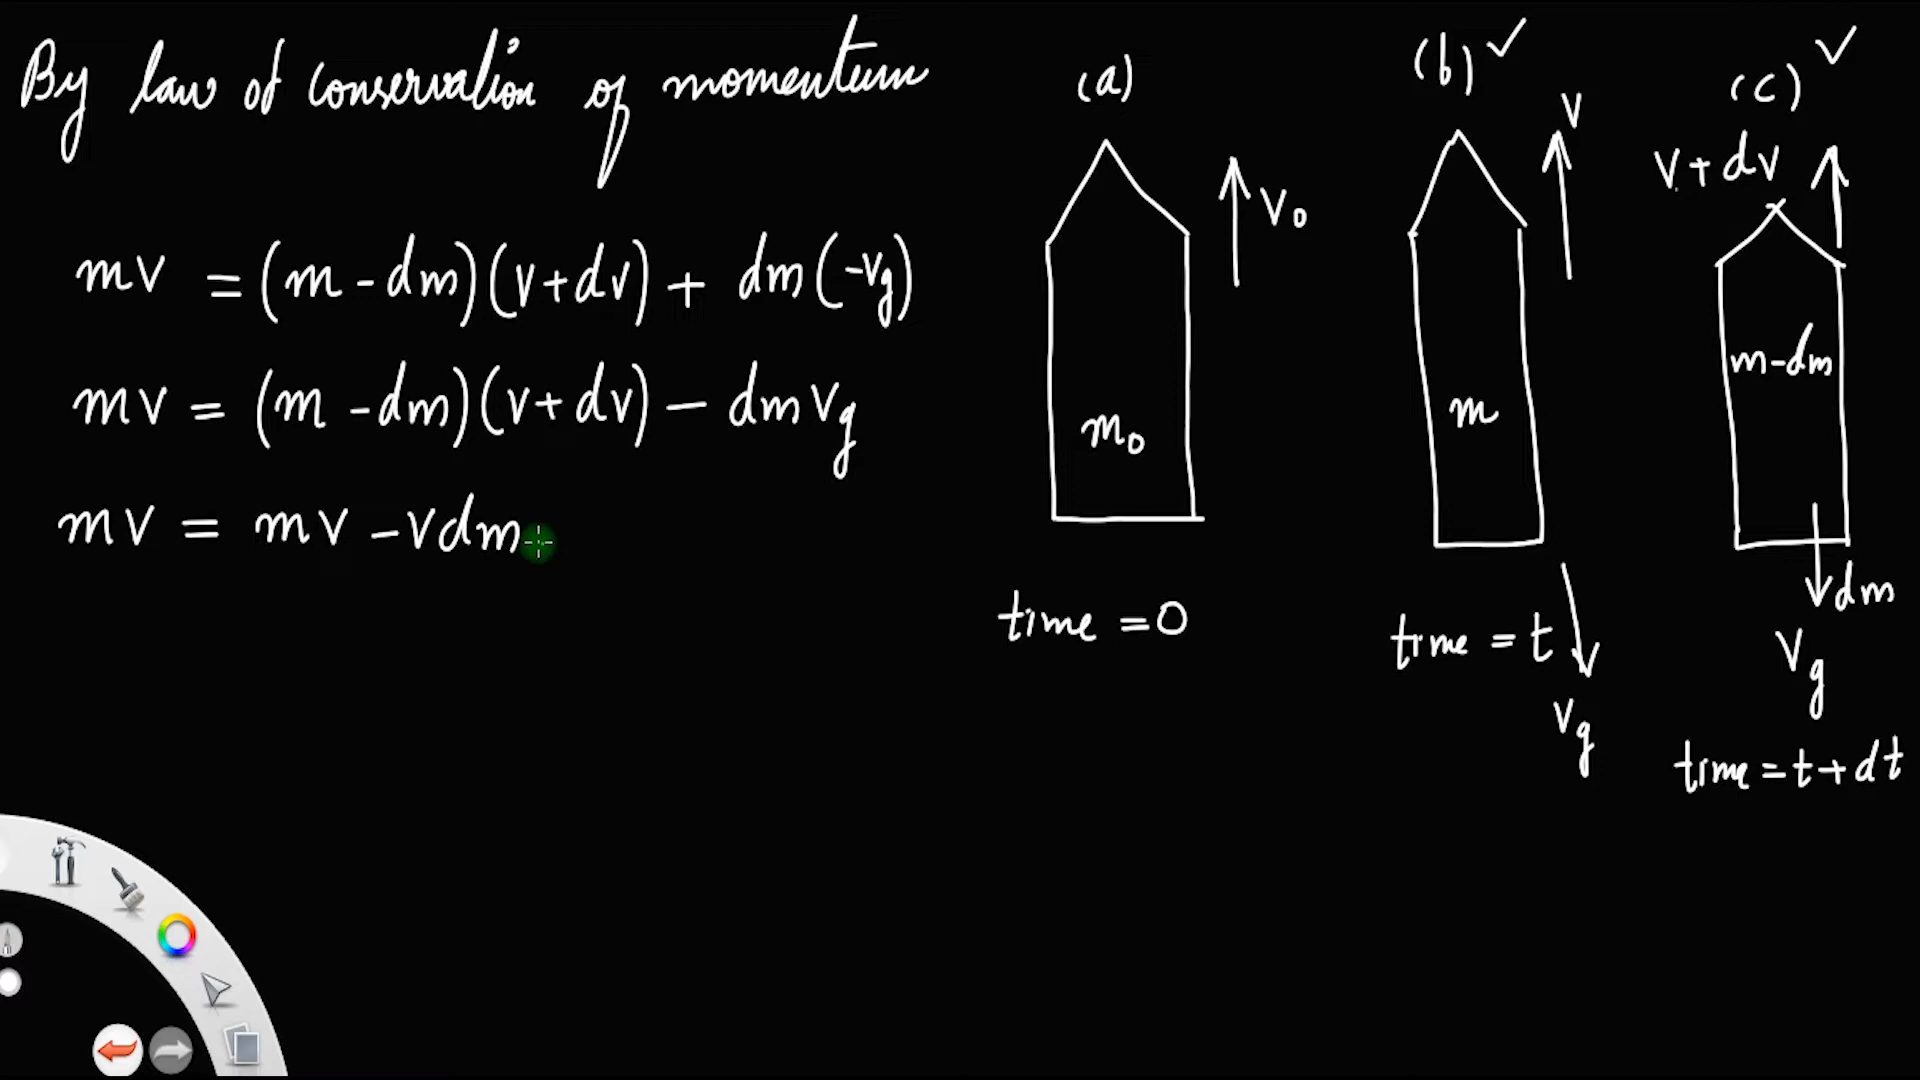 By law of conservation of momentum
mv = (m - dm)(v + dv) + dm(-vg)
mv = (m - dm)(v + dv) - dm vg
mv = mv - vdm
(a)
v₀
m₀
time = 0
(b) ✓
v
m
time = t
vg
(c) ✓
v + dv
m - dm
dm
vg
time = t + dt